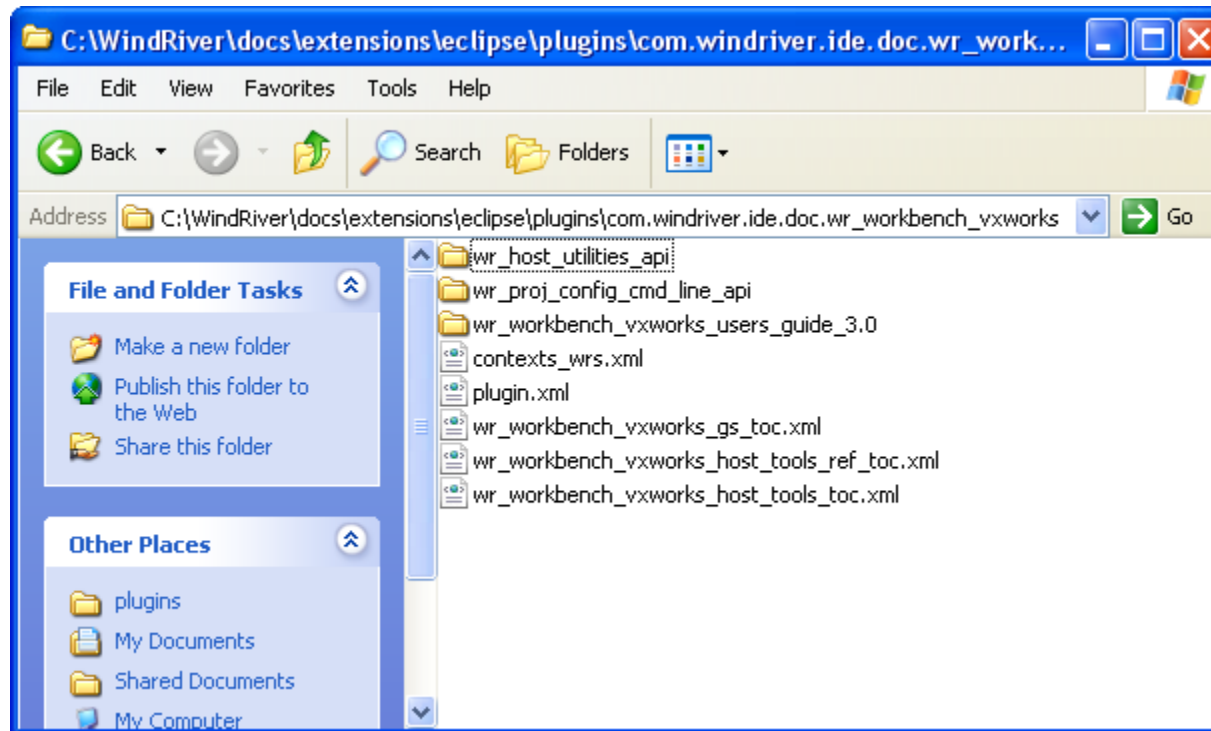 C:\WindRiver\docs\extensions\eclipse\plugins\com.windriver.ide.doc.wr_work...
File Edit View Favorites Tools Help
Back Search Folders
Address C:\WindRiver\docs\extensions\eclipse\plugins\com.windriver.ide.doc.wr_workbench_vxworks Go
File and Folder Tasks
Make a new folder
Publish this folder to
the Web
Share this folder
Other Places
plugins
My Documents
Shared Documents
My Computer
wr_host_utilities_api
wr_proj_config_cmd_line_api
wr_workbench_vxworks_users_guide_3.0
contexts_wrs.xml
plugin.xml
wr_workbench_vxworks_gs_toc.xml
wr_workbench_vxworks_host_tools_ref_toc.xml
wr_workbench_vxworks_host_tools_toc.xml